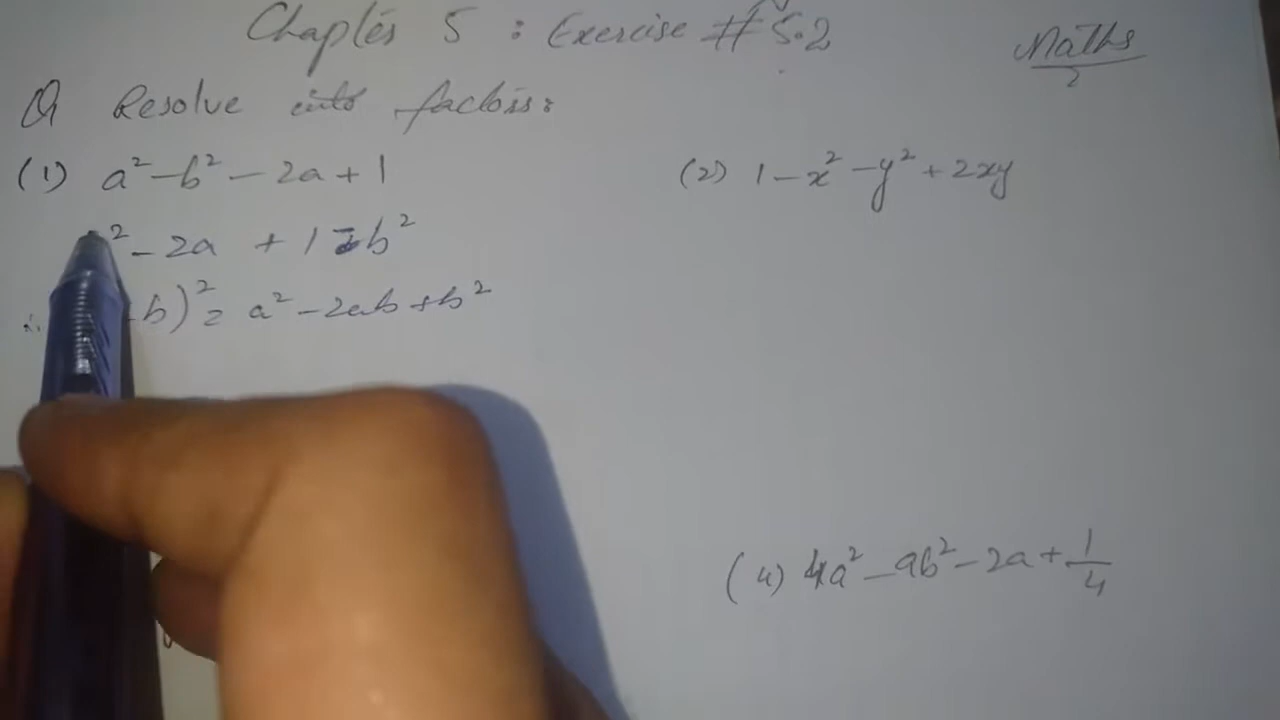 Chapter 5 : Exercise # 5.2
Maths
Q Resolve into factors:
(1) a² - b² - 2a + 1
(2) 1 - x² - y² + 2xy
² - 2a + 1 - b²
b)² = a² - 2ab + b²
(4) 4a² - ab² - 2a + 1/4